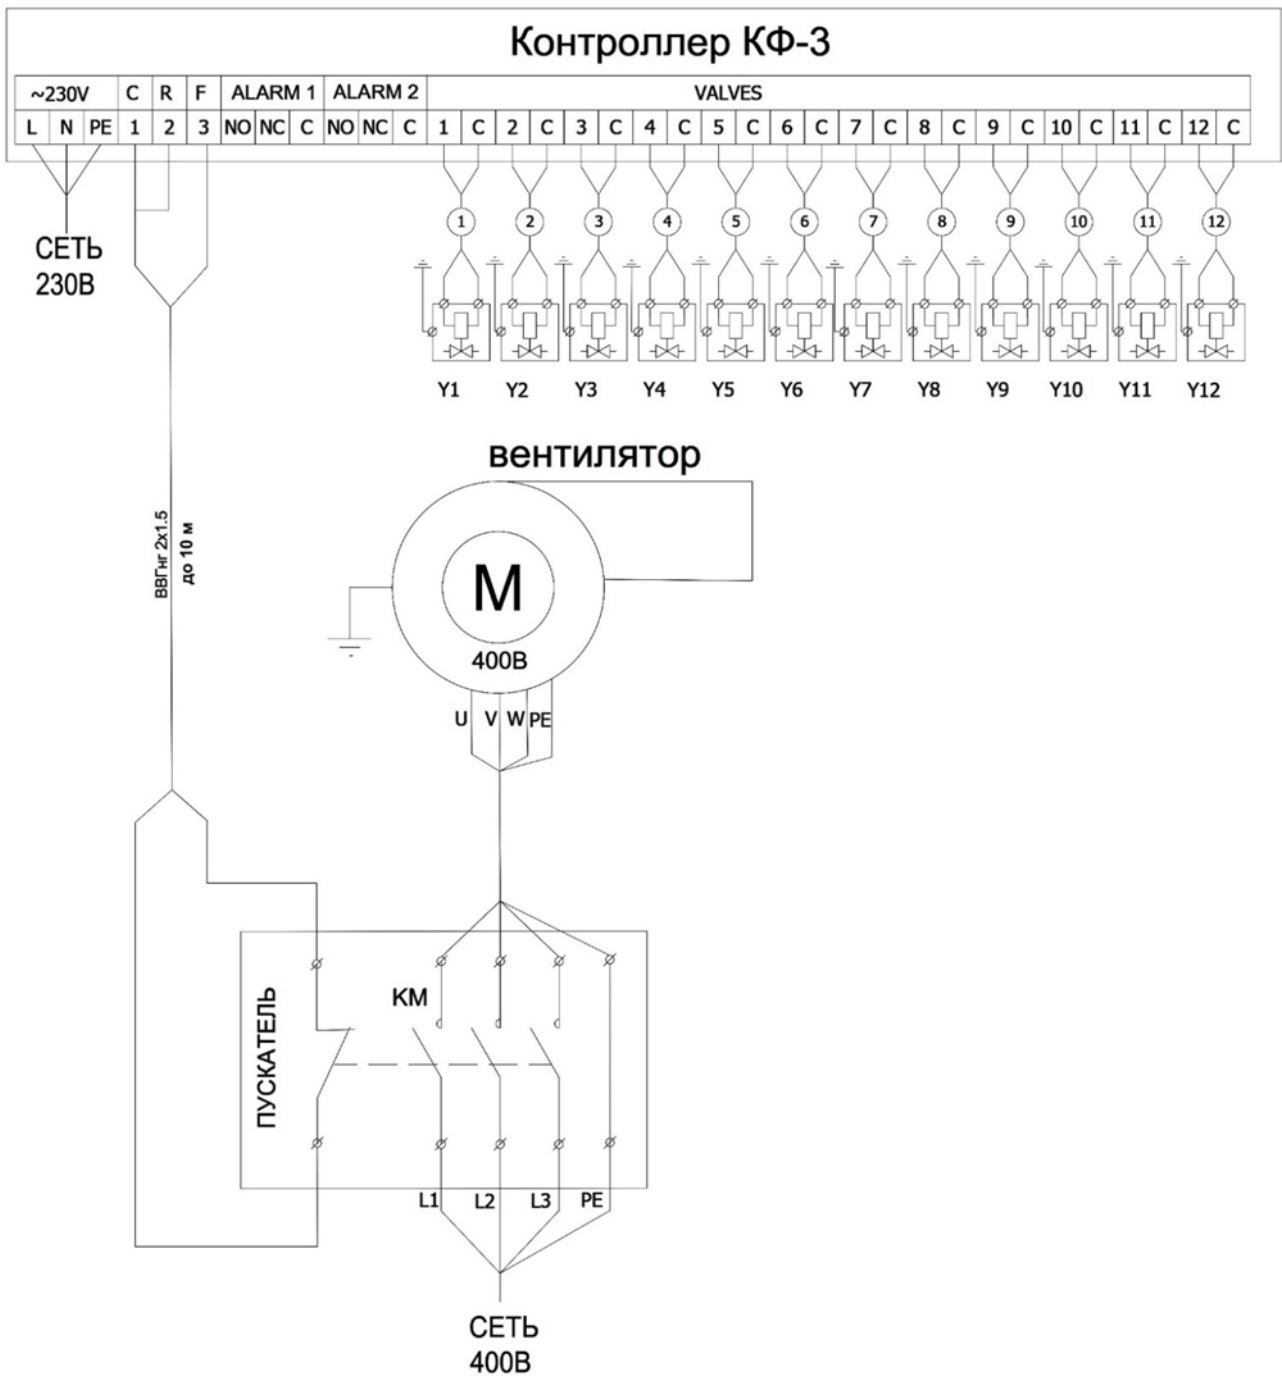 Контроллер КФ-3
~230V C R F ALARM 1 ALARM 2 VALVES
L N PE 1 2 3 NO NC C NO NC C 1 C 2 C 3 C 4 C 5 C 6 C 7 C 8 C 9 C 10 C 11 C 12 C
1 2 3 4 5 6 7 8 9 10 11 12
СЕТЬ
230В
Y1 Y2 Y3 Y4 Y5 Y6 Y7 Y8 Y9 Y10 Y11 Y12
вентилятор
ВВГнг 2x1.5
до 10 м
М
400В
U V W PE
ПУСКАТЕЛЬ
КМ
L1 L2 L3 PE
СЕТЬ
400В